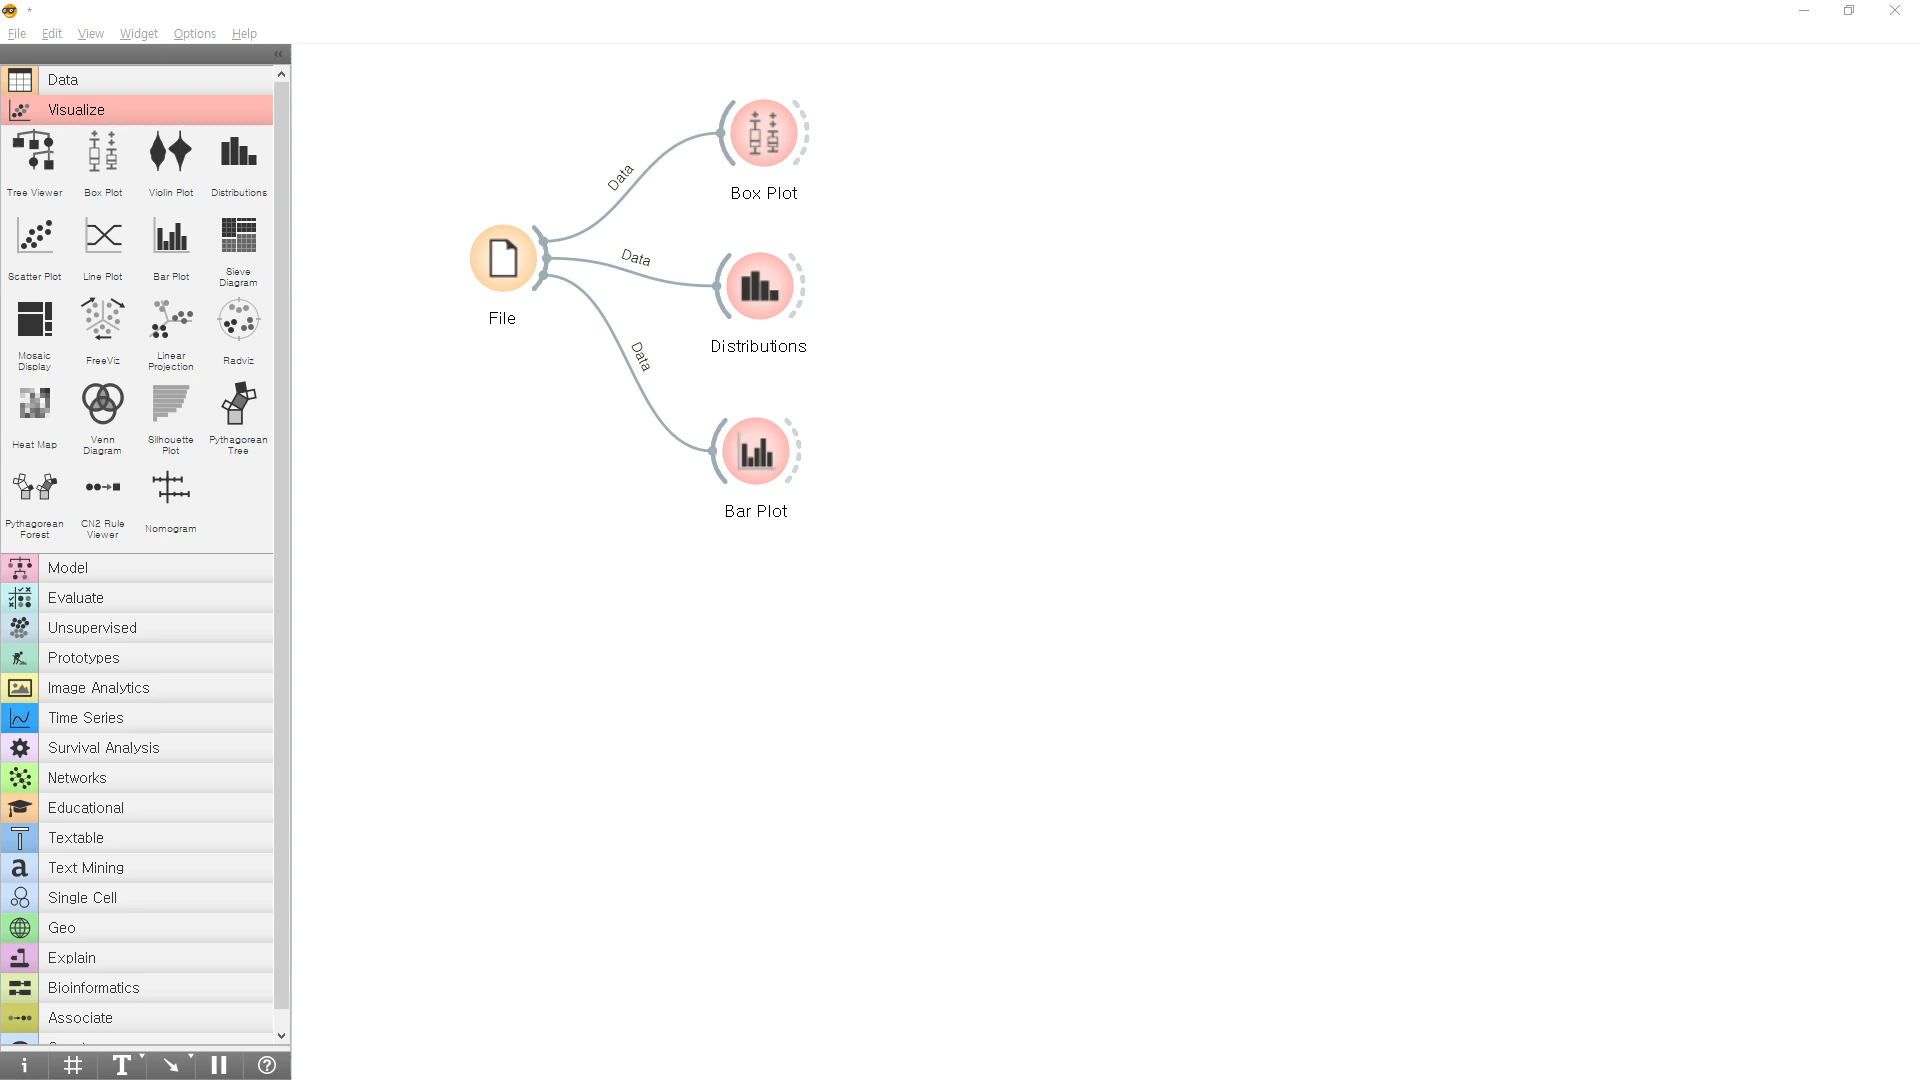 *
File Edit View Widget Options Help
Data
Visualize
Tree Viewer Box Plot Violin Plot Distributions
Scatter Plot Line Plot Bar Plot Sieve Diagram
Mosaic Display FreeViz Linear Projection Radviz
Heat Map Venn Diagram Silhouette Plot Pythagorean Tree
Pythagorean Forest CN2 Rule Viewer Nomogram
Model
Evaluate
Unsupervised
Prototypes
Image Analytics
Time Series
Survival Analysis
Networks
Educational
Textable
Text Mining
Single Cell
Geo
Explain
Bioinformatics
Associate
Data
Box Plot
Data
File
Distributions
Data
Bar Plot